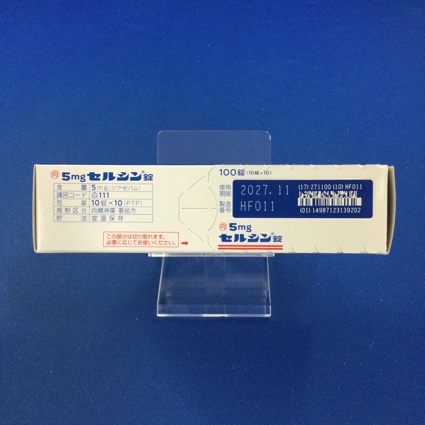 向 5mgセルシン錠
含量 5mg(ジアゼパム)
識別コード 111
包装 10錠×10(PTP)
規制区分 向精神薬 要処方
貯法 室温保存
この部分は切り取れます。
必要に応じてお使いください。
100錠(10錠×10)
使用期限 2027.11
製造番号 HF011
(17)271100(10)HF011
(01)14987123139202
向 5mg
セルシン錠